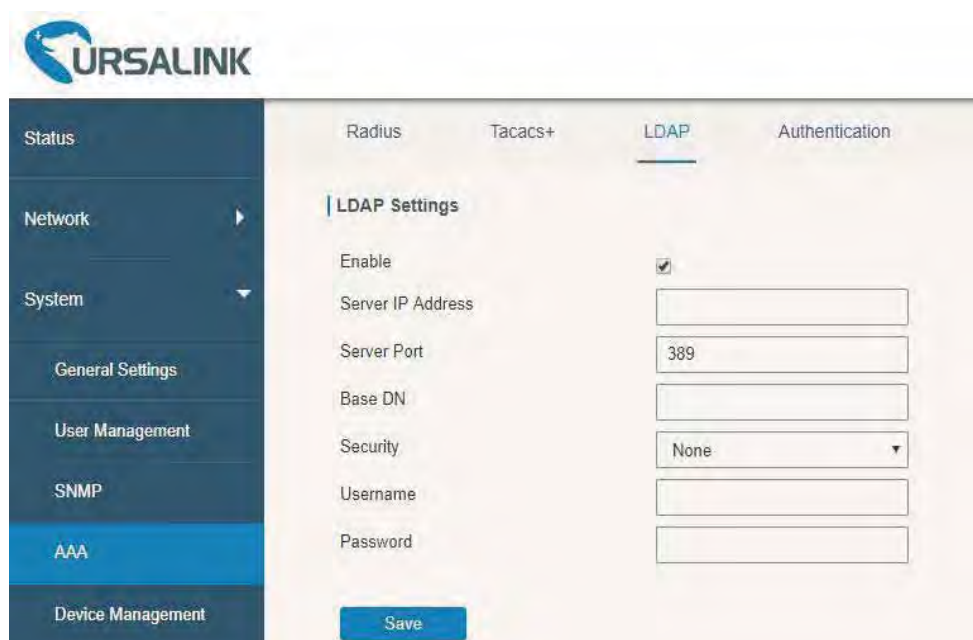 URSALINK
Status
Network
System
General Settings
User Management
SNMP
AAA
Device Management
Radius Tacacs+ LDAP Authentication
LDAP Settings
Enable
Server IP Address
Server Port 389
Base DN
Security None
Username
Password
Save